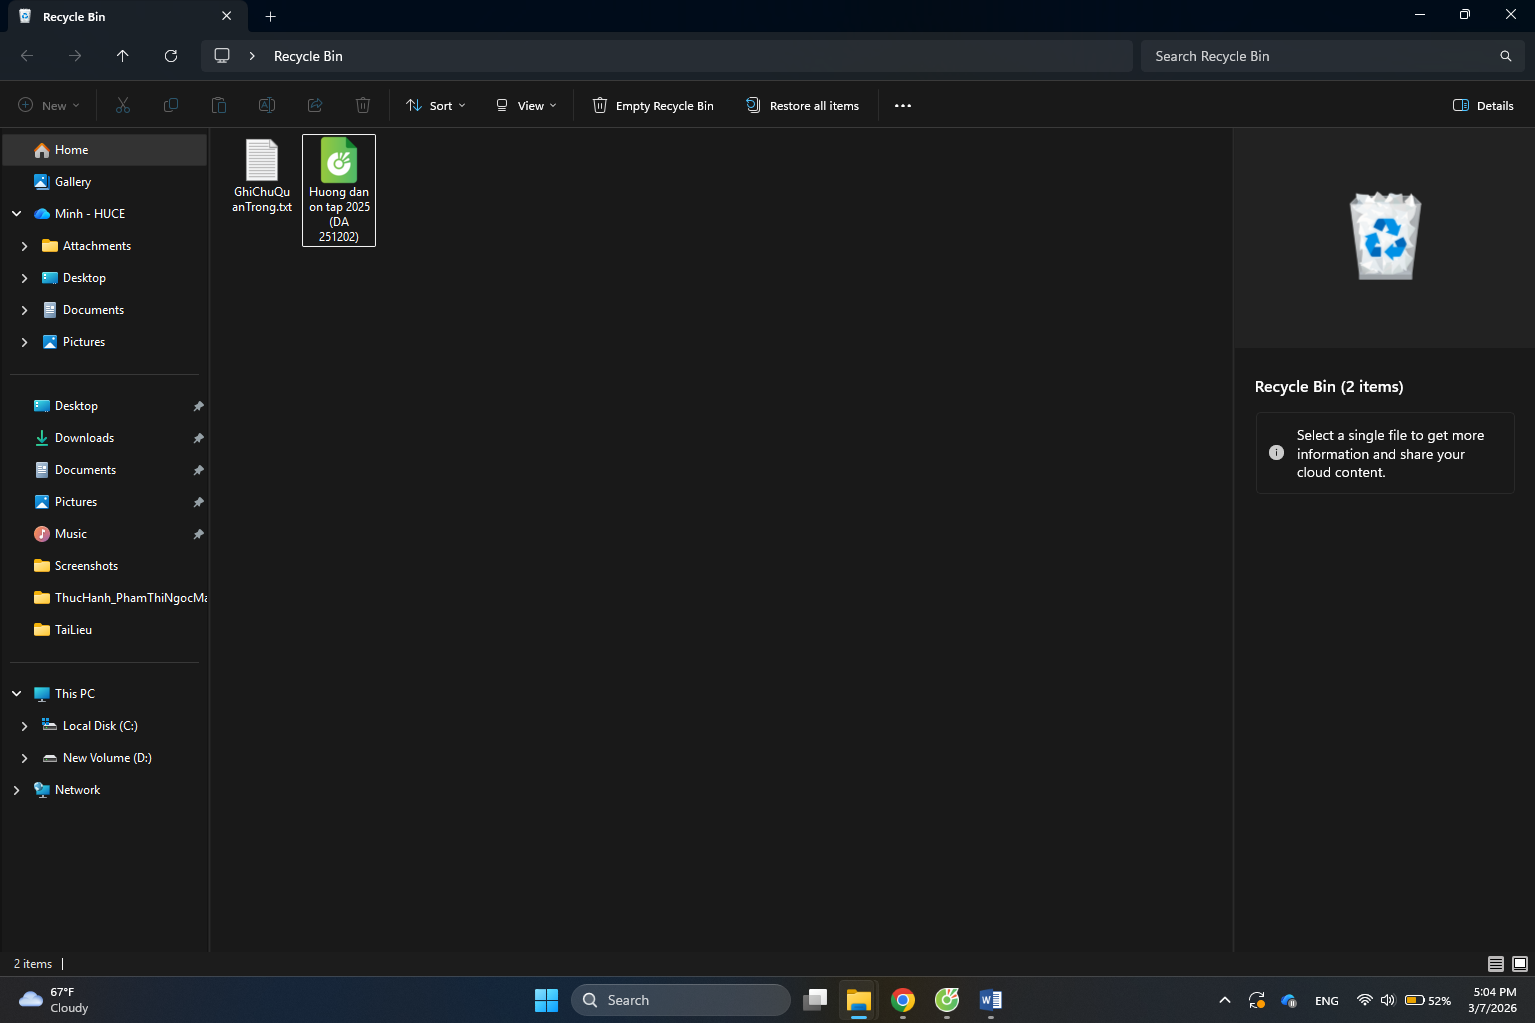 Recycle Bin
Recycle Bin
Search Recycle Bin
New
Sort
View
Empty Recycle Bin
Restore all items
Details
Home
Gallery
Minh - HUCE
Attachments
Desktop
Documents
Pictures
Desktop
Downloads
Documents
Pictures
Music
Screenshots
ThucHanh_PhamThiNgocMa
TaiLieu
This PC
Local Disk (C:)
New Volume (D:)
Network
GhiChuQu
anTrong.txt
Huong dan
on tap 2025
(DA
251202)
Recycle Bin (2 items)
Select a single file to get more
information and share your
cloud content.
2 items
67°F
Cloudy
Search
ENG
52%
5:04 PM
3/7/2026